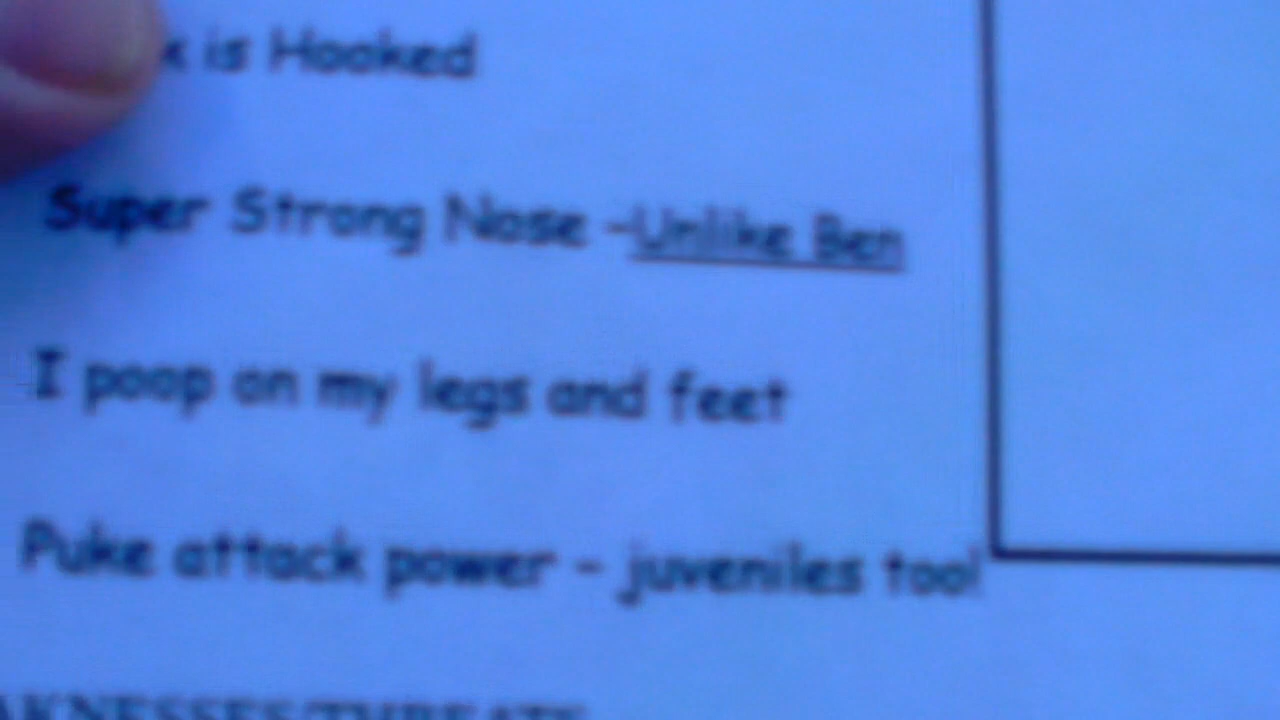 is Hooked
Super Strong Nose -Unlike Ben
I poop on my legs and feet
Puke attack power - juveniles too!